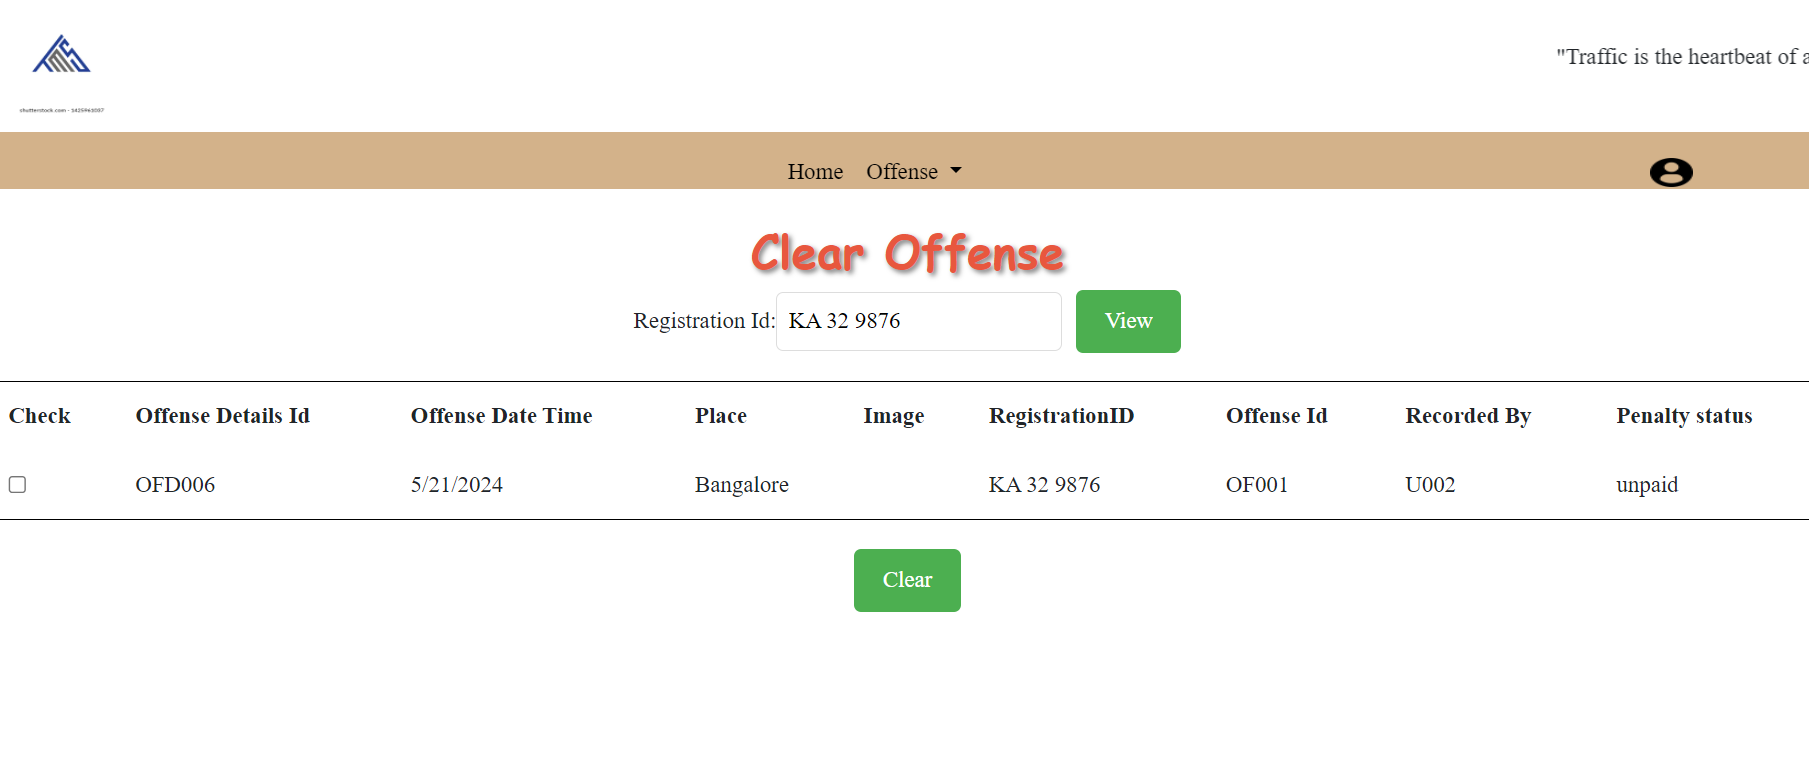 "Traffic is the heartbeat of a
shutterstock.com · 1425961037
Home Offense
Clear Offense
Registration Id: KA 32 9876 View
Check Offense Details Id Offense Date Time Place Image RegistrationID Offense Id Recorded By Penalty status
OFD006 5/21/2024 Bangalore KA 32 9876 OF001 U002 unpaid
Clear